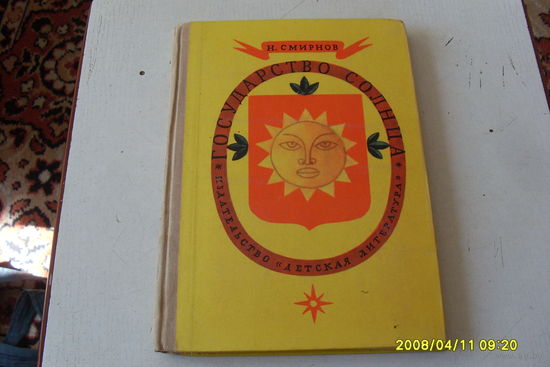 Н. СМИРНОВ
ГОСУДАРСТВО СОЛНЦА
* ИЗДАТЕЛЬСТВО «ДЕТСКАЯ ЛИТЕРАТУРА» *
2008/04/11 09:20